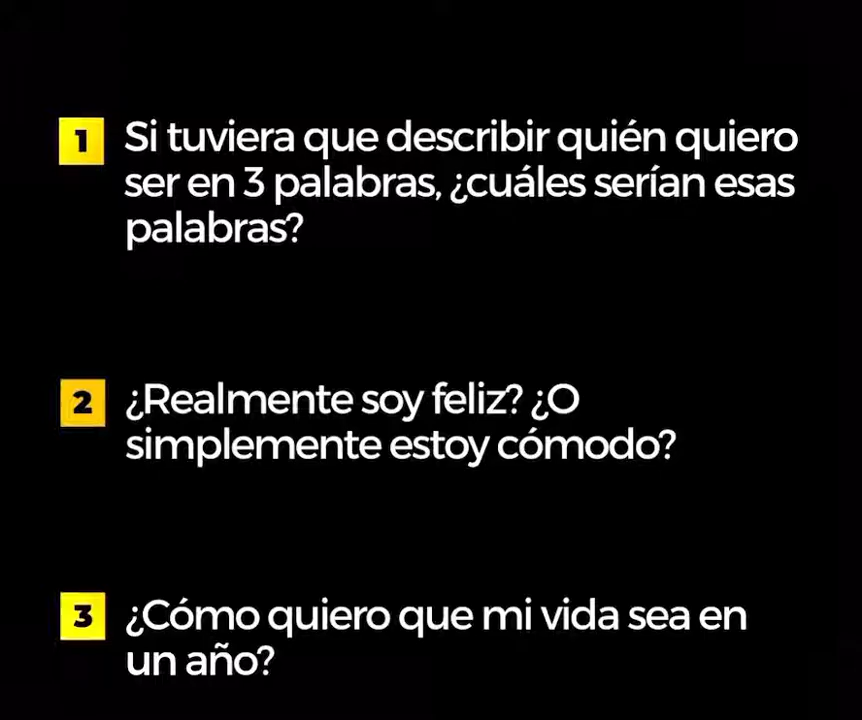 1 Si tuviera que describir quién quiero
ser en 3 palabras, ¿cuáles serían esas
palabras?
2 ¿Realmente soy feliz? ¿O
simplemente estoy cómodo?
3 ¿Cómo quiero que mi vida sea en
un año?